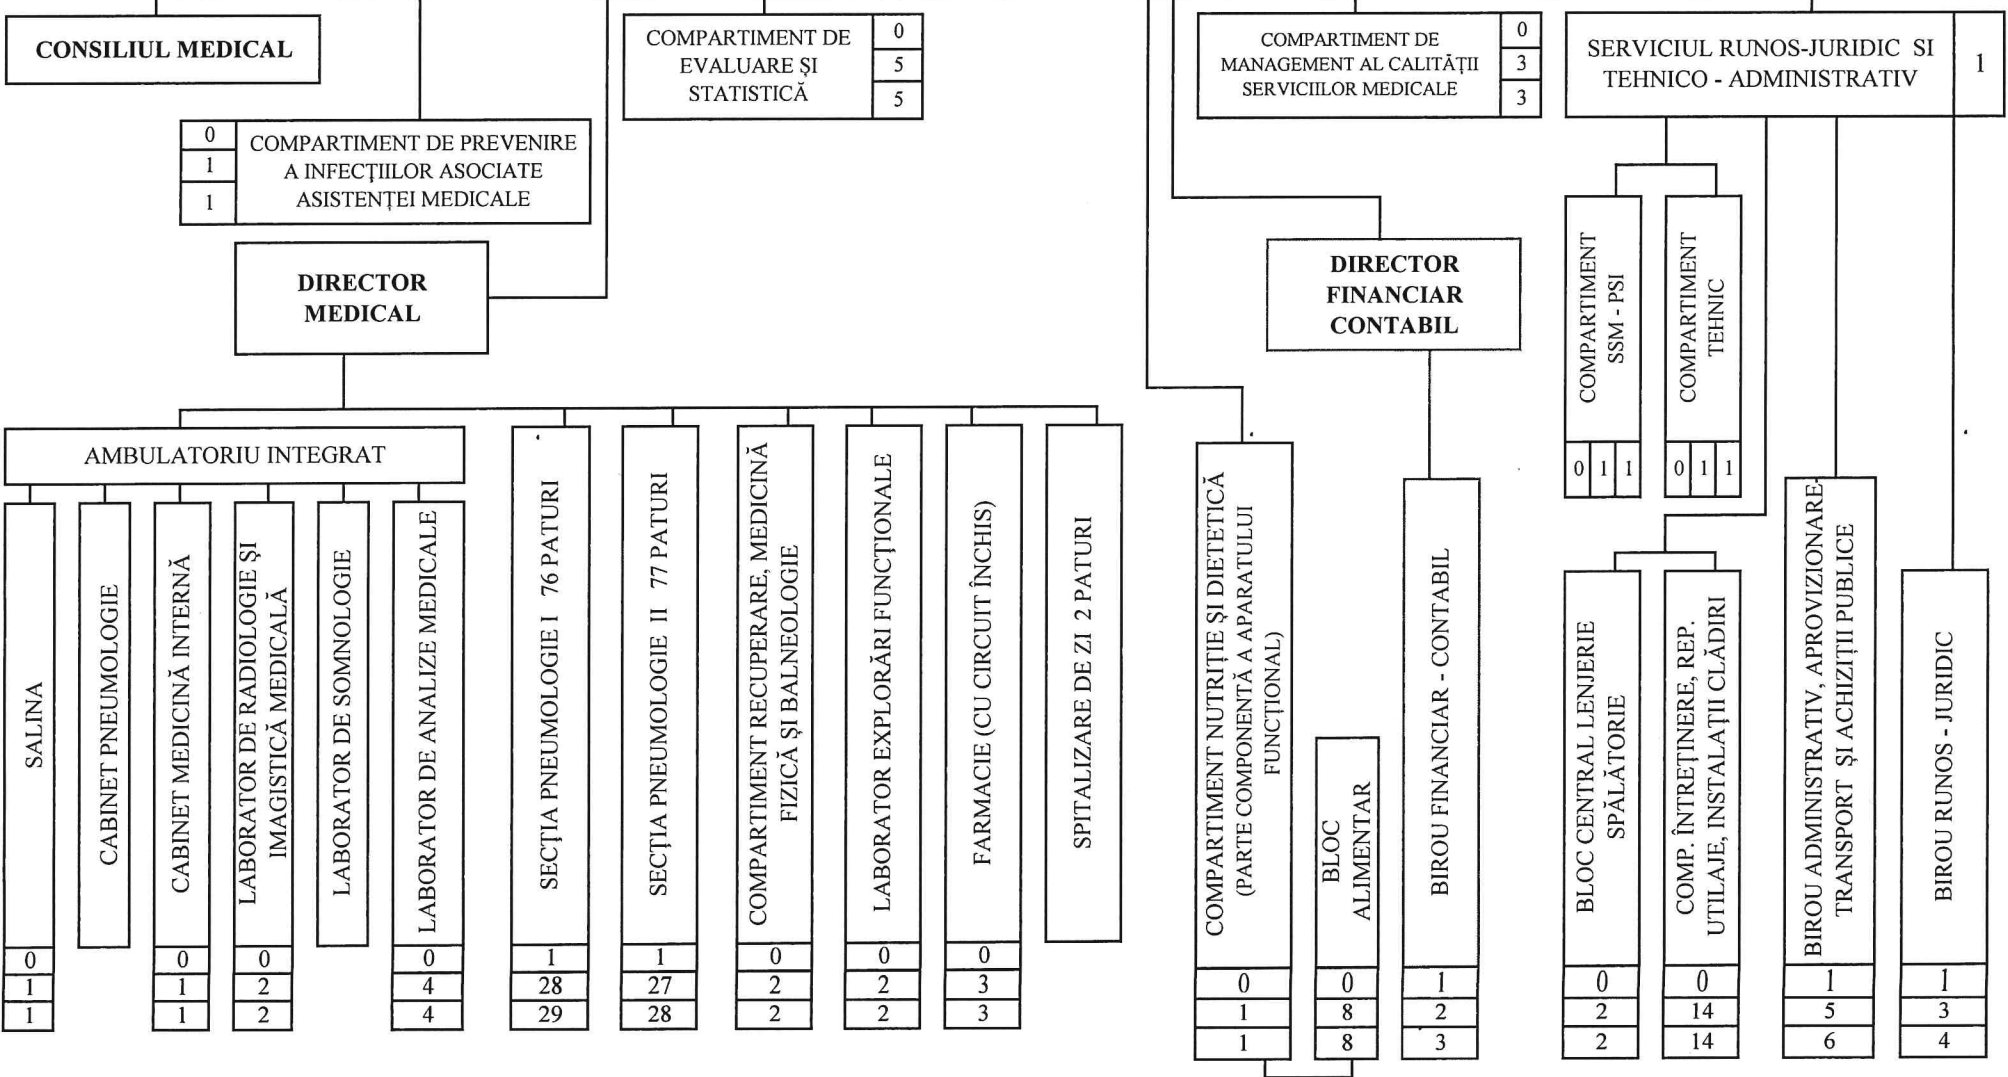 CONSILIUL MEDICAL
COMPARTIMENT DE
EVALUARE ȘI
STATISTICĂ
0
5
5
COMPARTIMENT DE
MANAGEMENT AL CALITĂȚII
SERVICIILOR MEDICALE
0
3
3
SERVICIUL RUNOS-JURIDIC SI
TEHNICO - ADMINISTRATIV
1
0
1
1
COMPARTIMENT DE PREVENIRE
A INFECȚIILOR ASOCIATE
ASISTENȚEI MEDICALE
DIRECTOR
MEDICAL
DIRECTOR
FINANCIAR
CONTABIL
COMPARTIMENT
SSM - PSI
0 1 1
COMPARTIMENT
TEHNIC
0 1 1
AMBULATORIU INTEGRAT
SALINA
0
1
1
CABINET PNEUMOLOGIE
CABINET MEDICINĂ INTERNĂ
0
1
1
LABORATOR DE RADIOLOGIE ȘI
IMAGISTICĂ MEDICALĂ
0
2
2
LABORATOR DE SOMNOLOGIE
LABORATOR DE ANALIZE MEDICALE
0
4
4
SECȚIA PNEUMOLOGIE I 76 PATURI
1
28
29
SECȚIA PNEUMOLOGIE II 77 PATURI
1
27
28
COMPARTIMENT RECUPERARE, MEDICINĂ
FIZICĂ ȘI BALNEOLOGIE
0
2
2
LABORATOR EXPLORĂRI FUNCȚIONALE
0
2
2
FARMACIE (CU CIRCUIT ÎNCHIS)
0
3
3
SPITALIZARE DE ZI 2 PATURI
COMPARTIMENT NUTRIȚIE ȘI DIETETICĂ
(PARTE COMPONENTĂ A APARATULUI
FUNCȚIONAL)
0
1
1
BLOC
ALIMENTAR
0
8
8
BIROU FINANCIAR - CONTABIL
1
2
3
BLOC CENTRAL LENJERIE
SPĂLĂTORIE
0
2
2
COMP. ÎNTREȚINERE, REP.
UTILAJE, INSTALAȚII CLĂDIRI
0
14
14
BIROU ADMINISTRATIV, APROVIZIONARE,
TRANSPORT ȘI ACHIZIȚII PUBLICE
1
5
6
BIROU RUNOS - JURIDIC
1
3
4